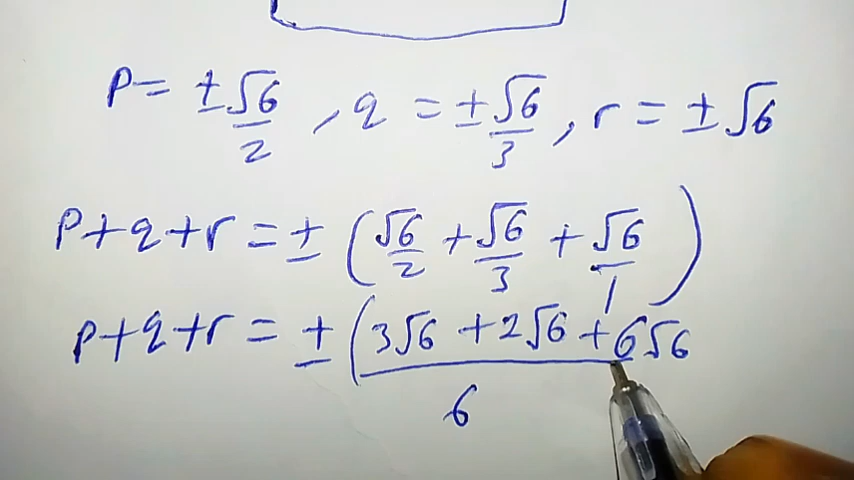 p = ±√6/2 , q = ±√6/3 , r = ±√6
p+q+r = ± (√6/2 + √6/3 + √6/1)
p+q+r = ± (3√6 + 2√6 + 6√6/6